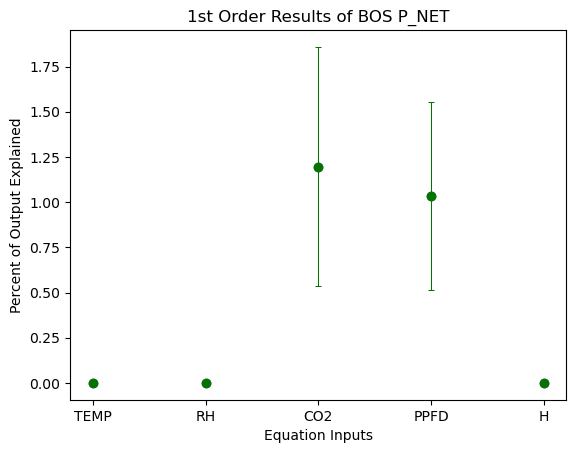 1st Order Results of BOS P_NET
Percent of Output Explained
1.75
1.50
1.25
1.00
0.75
0.50
0.25
0.00
TEMP RH CO2 PPFD H
Equation Inputs